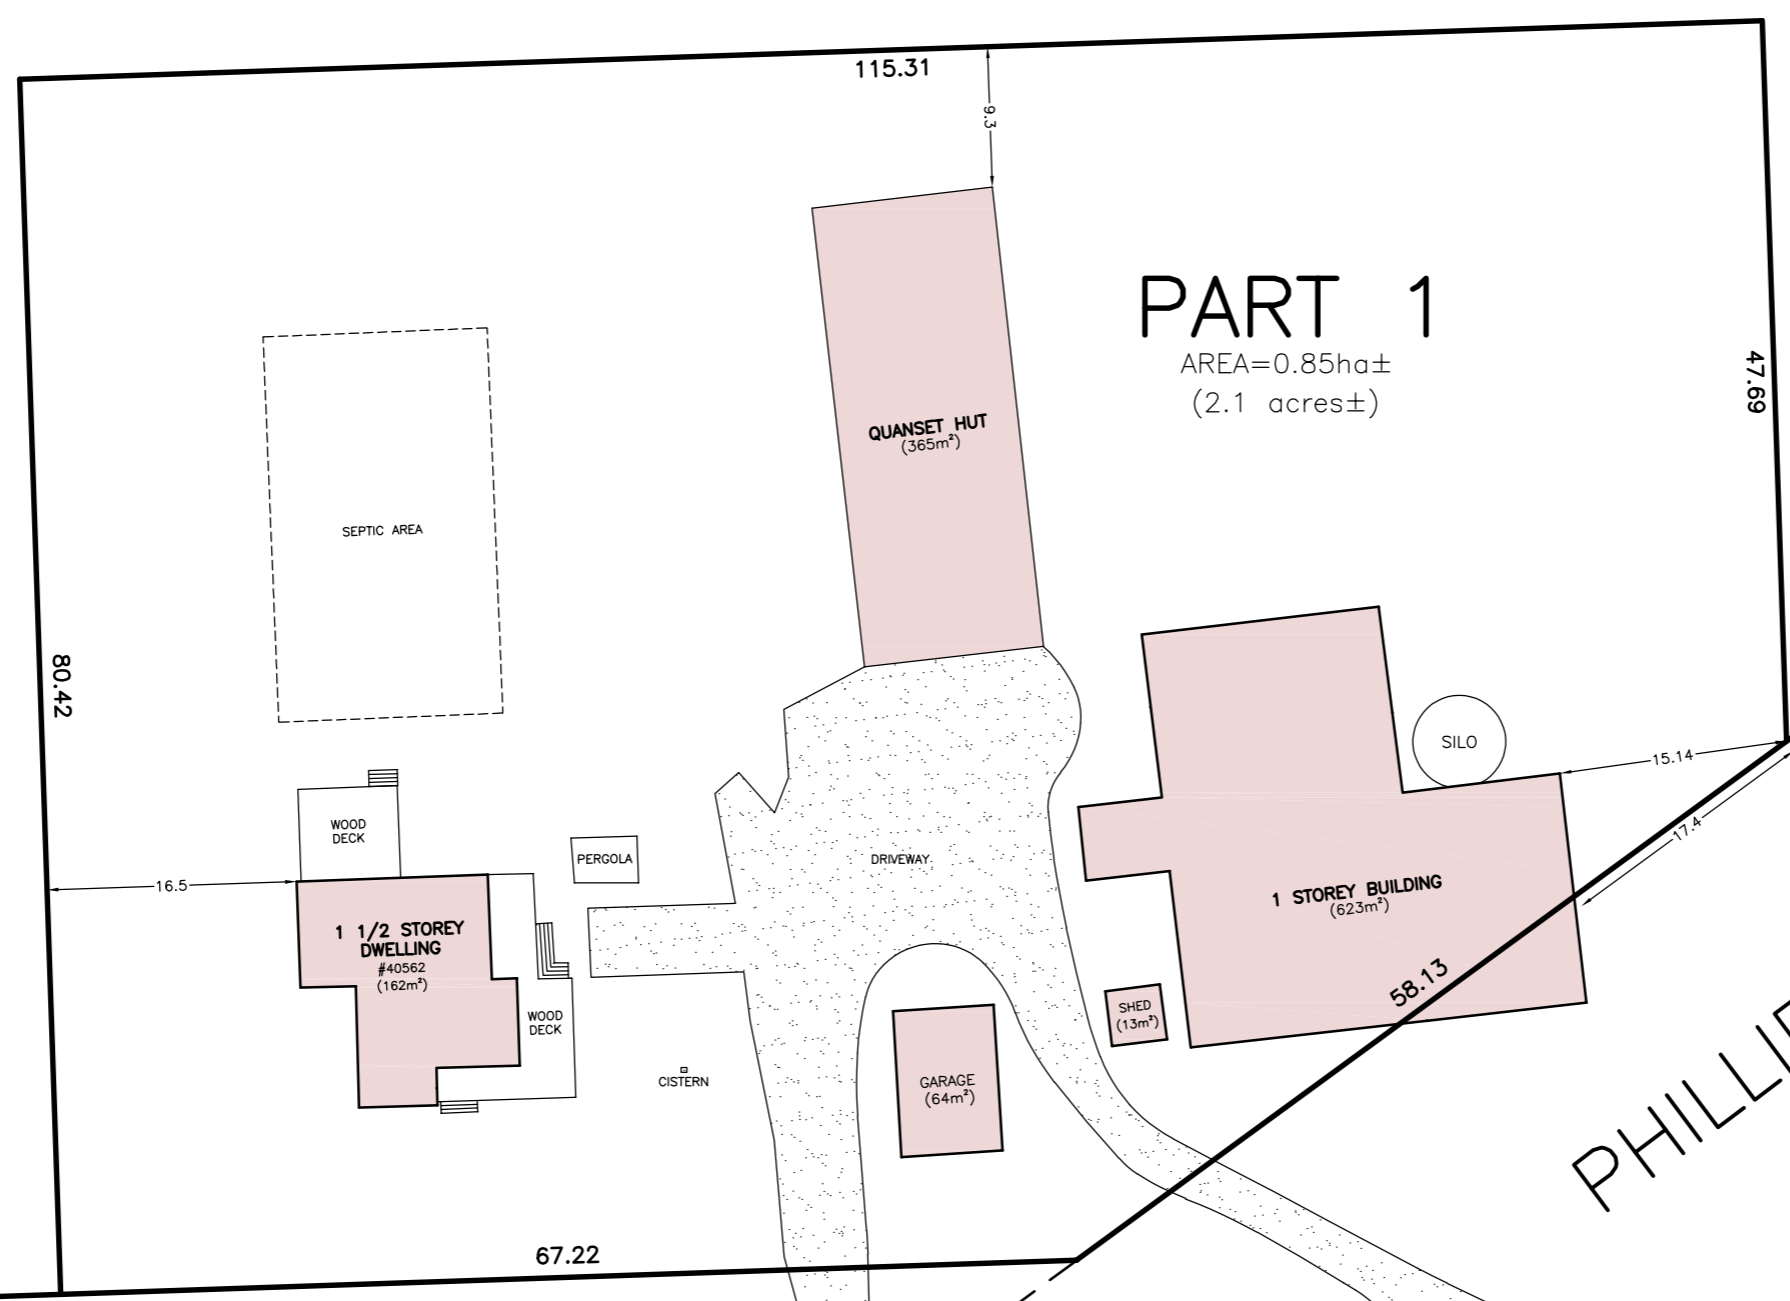 115.31
9.3
PART 1
AREA=0.85ha±
(2.1 acres±)
47.69
QUANSET HUT
(365m²)
SEPTIC AREA
80.42
SILO
15.14
17.4
WOOD
DECK
PERGOLA
DRIVEWAY
16.5
1 STOREY BUILDING
(623m²)
1 1/2 STOREY
DWELLING
#40562
(162m²)
58.13
WOOD
DECK
SHED
(13m²)
CISTERN
GARAGE
(64m²)
67.22